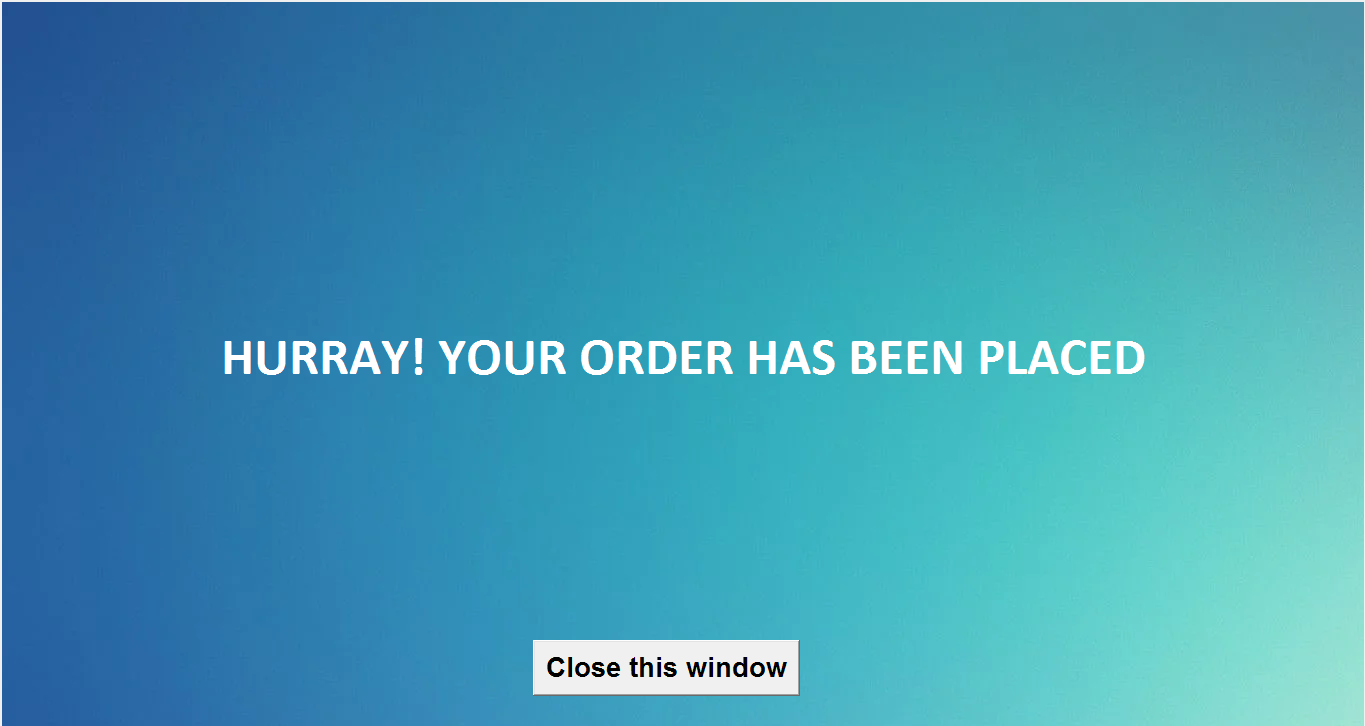 HURRAY! YOUR ORDER HAS BEEN PLACED
Close this window